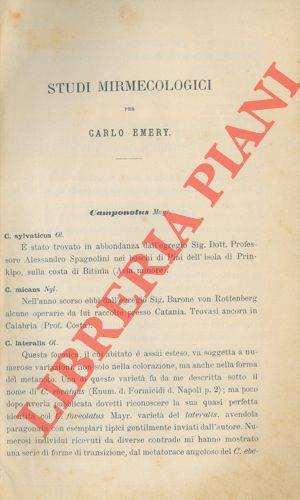 STUDI MIRMECOLOGICI
PER
CARLO EMERY.
Camponotus Mayr.
C. sylvaticus Ol.
È stato trovato in abbondanza dall'egregio Sig. Dott. Profes-
sore Alessandro Spagnolini nei boschi di Pini dell'isola di Prin-
kipo, sulla costa di Bitinia (Asia minore).
C. micans Nyl.
Nell'anno scorso ebbi dall'egregio Sig. Barone von Rottenberg
alcune operarie da lui raccolte presso Catania. Trovasi anche in
Calabria (Prof. Costa).
C. lateralis Ol.
Questa forma, il cui abitato è assai esteso, va soggetta a nu-
merose variazioni, non solo nella colorazione, ma anche nella forma
del metanoto. Una di queste varietà fu da me descritta sotto il
nome di C. (Enum. d. Formicidi d. Napoli p. 2); ma poco
dopo averla pubblicata dovetti riconoscere la sua quasi perfetta
identità col C. foveolatus Mayr. varietà del lateralis, avendola
paragonata con esemplari tipici gentilmente inviati dall'autore. Nu-
merosi individui ricevuti da diverse contrade mi hanno mostrato
una serie di forme di transizione, dal metatorace angoloso del C. ebe-
LIBRERIA PIANI